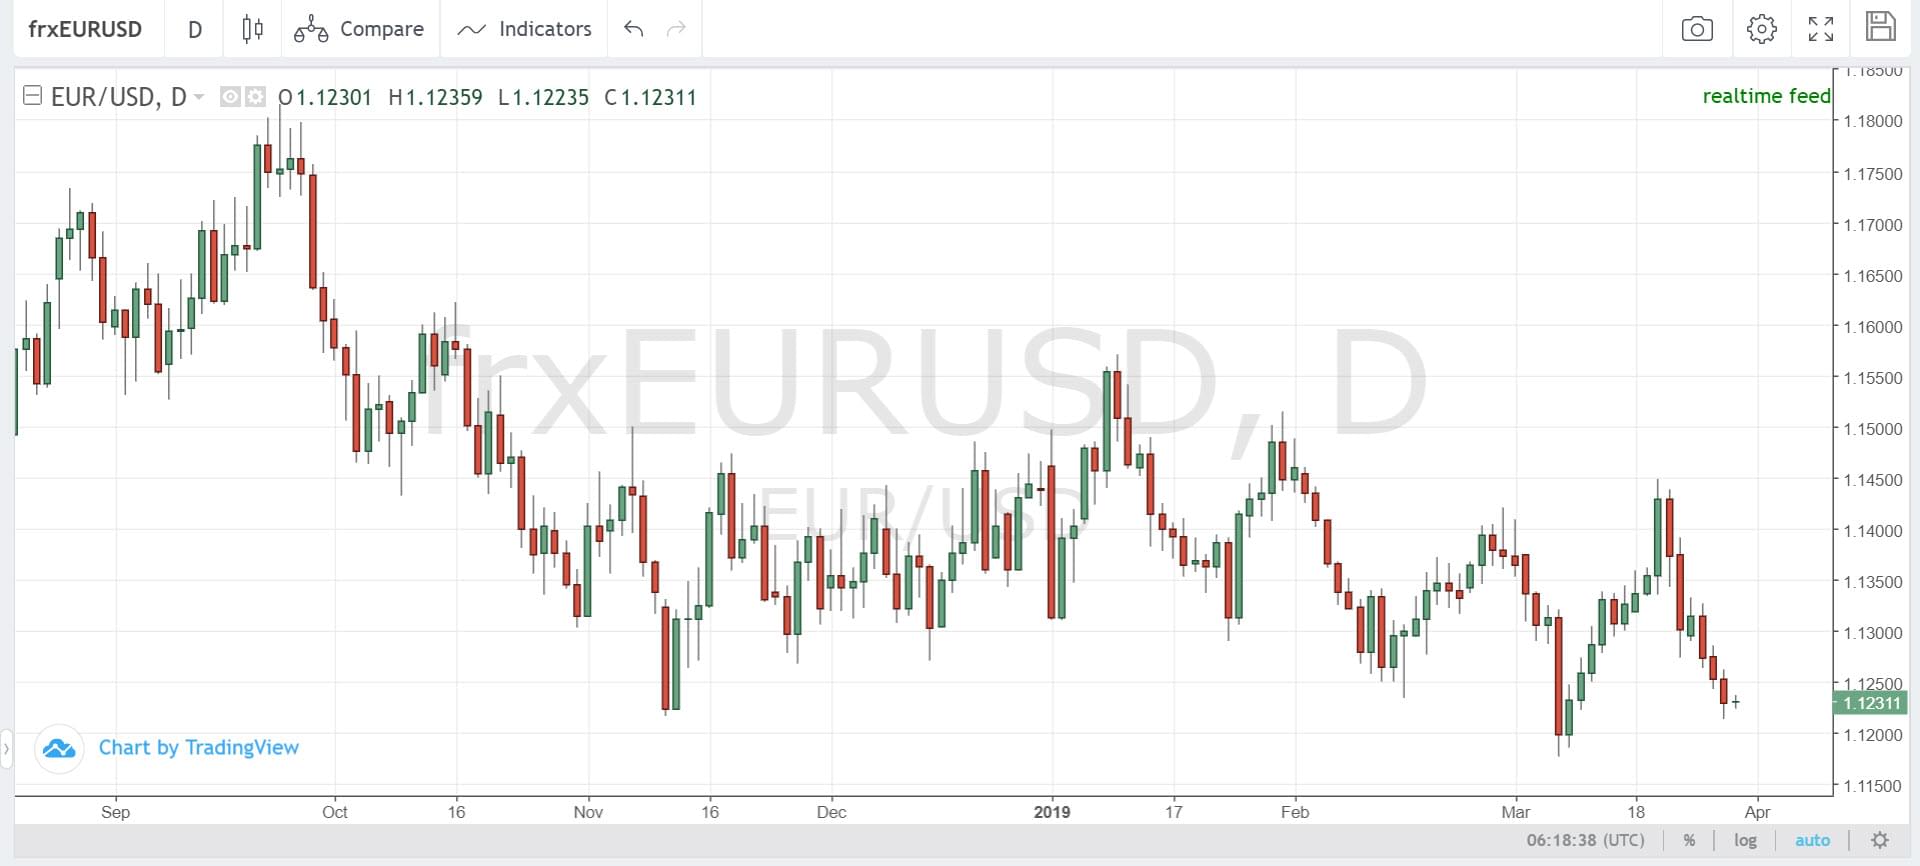 frxEURUSD D Compare Indicators
1.18500
EUR/USD, D O1.12301 H1.12359 L1.12235 C1.12311 realtime feed
1.18000
1.17500
1.17000
1.16500
1.16000
frxEURUSD, D
1.15500
1.15000
1.14500
EUR/USD
1.14000
1.13500
1.13000
1.12500
1.12311
1.12000
Chart by TradingView
1.11500
Sep Oct 16 Nov 16 Dec 2019 17 Feb Mar 18 Apr
06:18:38 (UTC) % log auto